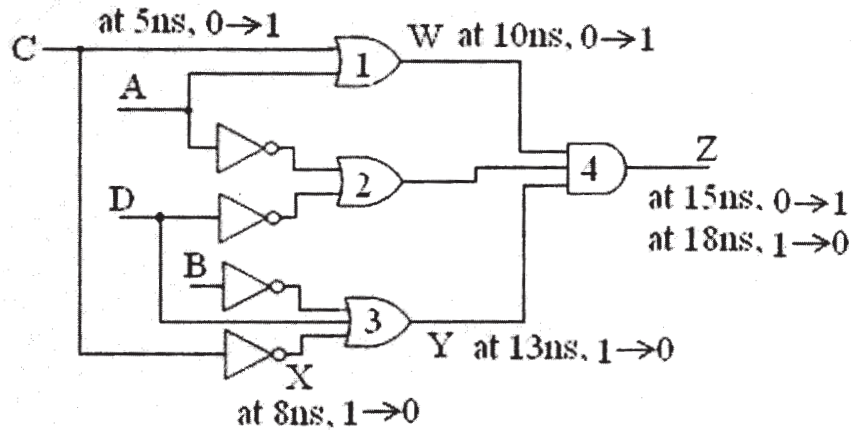 at 5ns, 0→1
C
W at 10ns, 0→1
1
A
Z
2
4
D
at 15ns, 0→1
at 18ns, 1→0
B
3
Y at 13ns, 1→0
X
at 8ns, 1→0